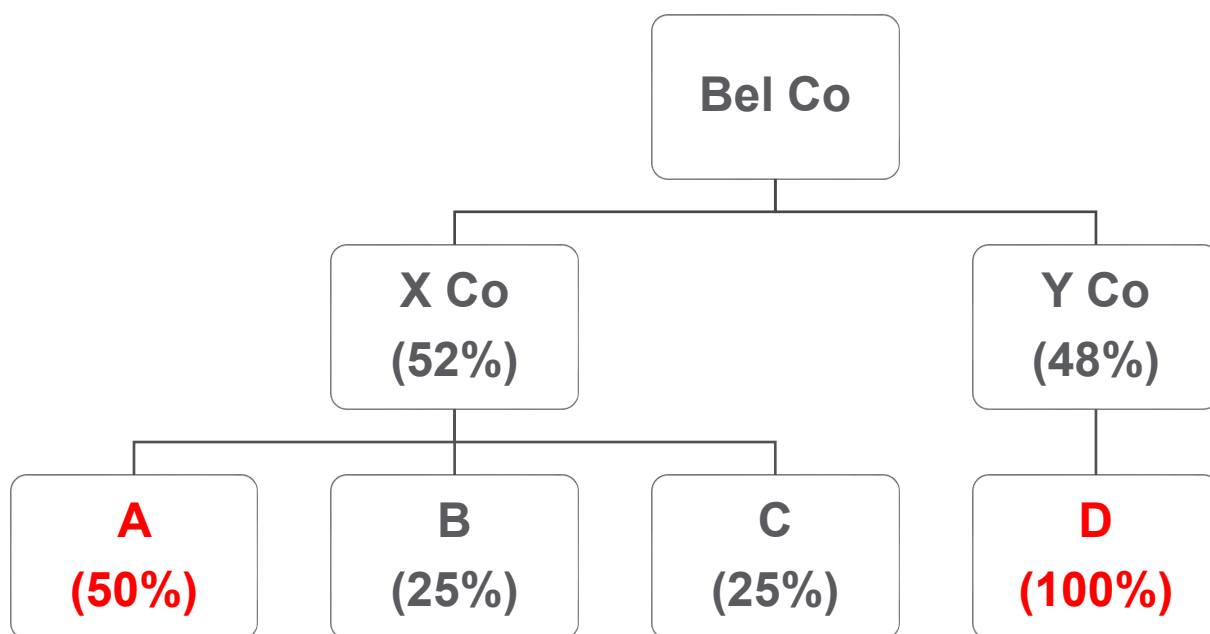 Bel Co
X Co
(52%)
Y Co
(48%)
A
(50%)
B
(25%)
C
(25%)
D
(100%)